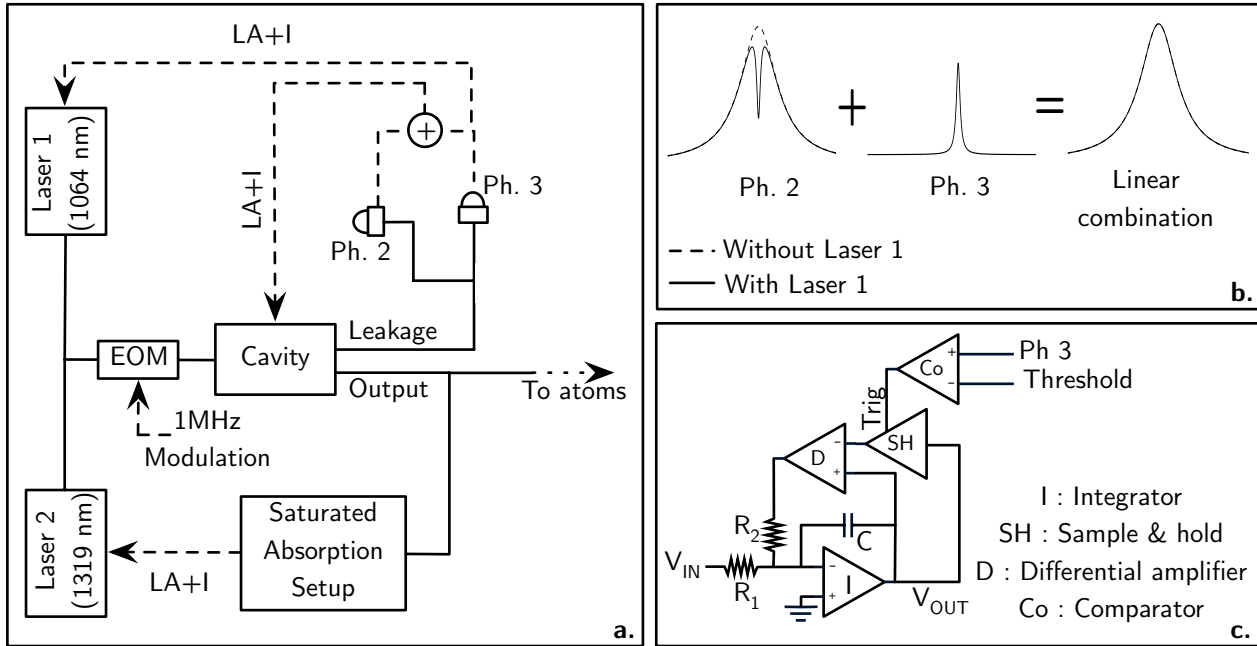 LA+I
Laser 1
(1064 nm)
LA+I
+
Ph. 3
Ph. 2
EOM
Cavity
Leakage
Output
To atoms
1MHz
Modulation
Laser 2
(1319 nm)
LA+I
Saturated
Absorption
Setup
a.
+
=
Ph. 2
Ph. 3
Linear
combination
Without Laser 1
With Laser 1
b.
+
Co
-
Ph 3
Threshold
Trig
SH
-
D
+
R2
C
VIN
R1
-
I
+
VOUT
I : Integrator
SH : Sample & hold
D : Differential amplifier
Co : Comparator
c.